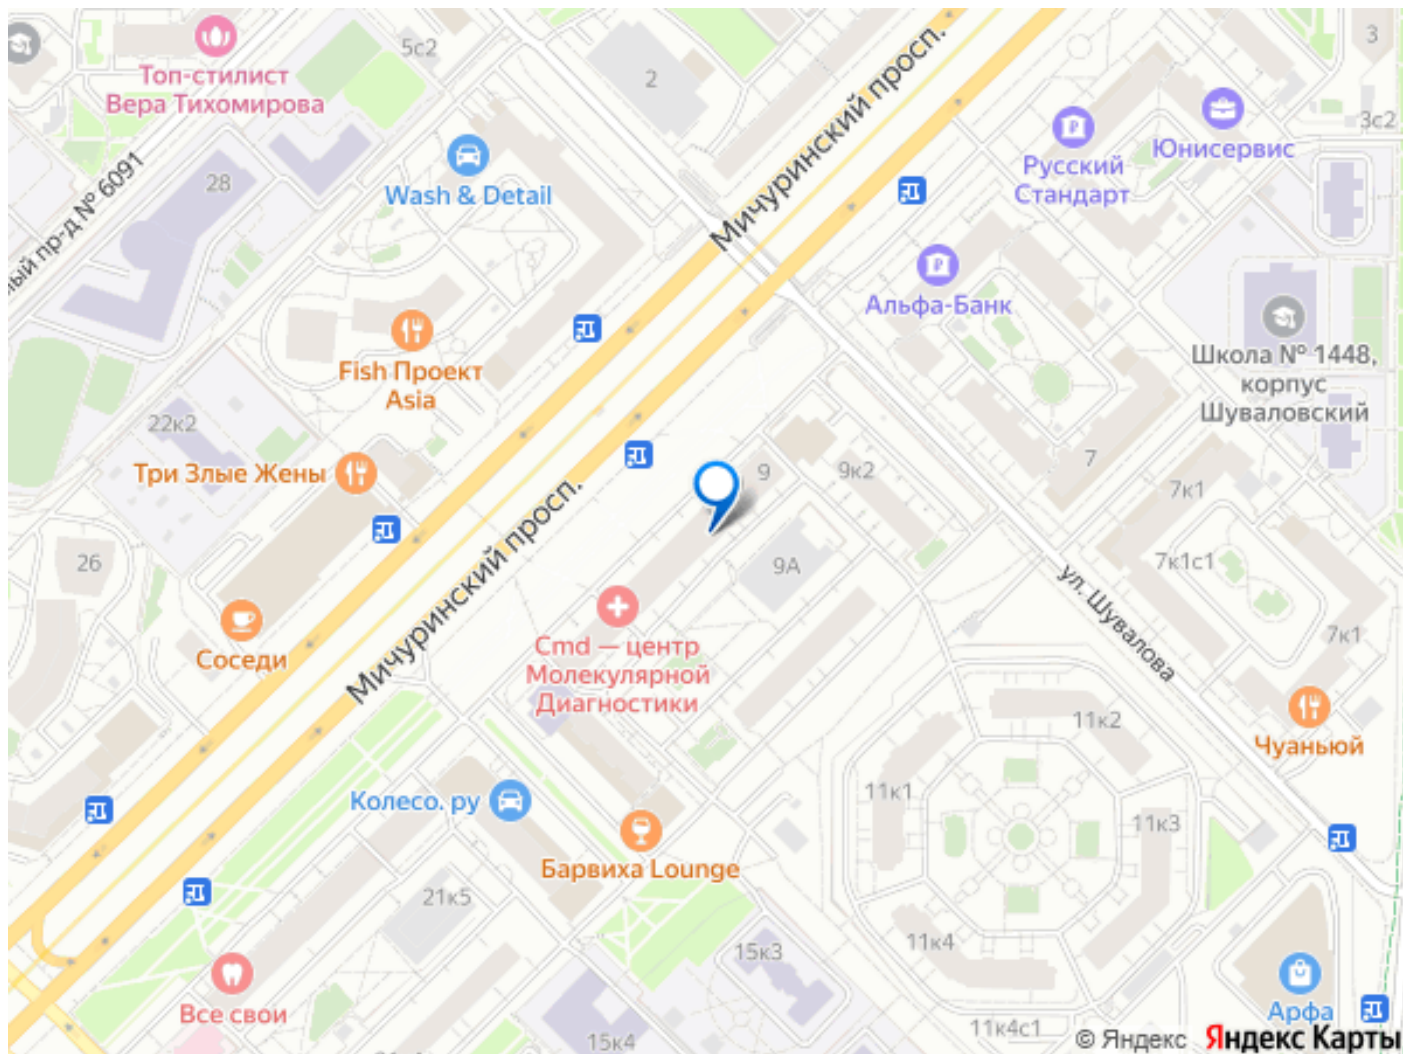 5с2
2
3
Мичуринский просп.
Топ-стилист
Вера Тихомирова
3с2
Юнисервис
Русский
Стандарт
ный пр-д № 6091
28
Wash & Detail
Альфа-Банк
Fish Проект
Asia
Школа № 1448,
корпус
Шуваловский
22к2
Три Злые Жены
9
9к2
7
7к1
Мичуринский просп.
26
9А
7к1с1
ул. Шувалова
7к1
Соседи
Cmd — центр
Молекулярной
Диагностики
11к2
Чуаньюй
Колесо. ру
11к1
11к3
Барвиха Lounge
21к5
11к4
15к3
Все свои
Арфа
15к4
11к4с1
© Яндекс Яндекс Карты